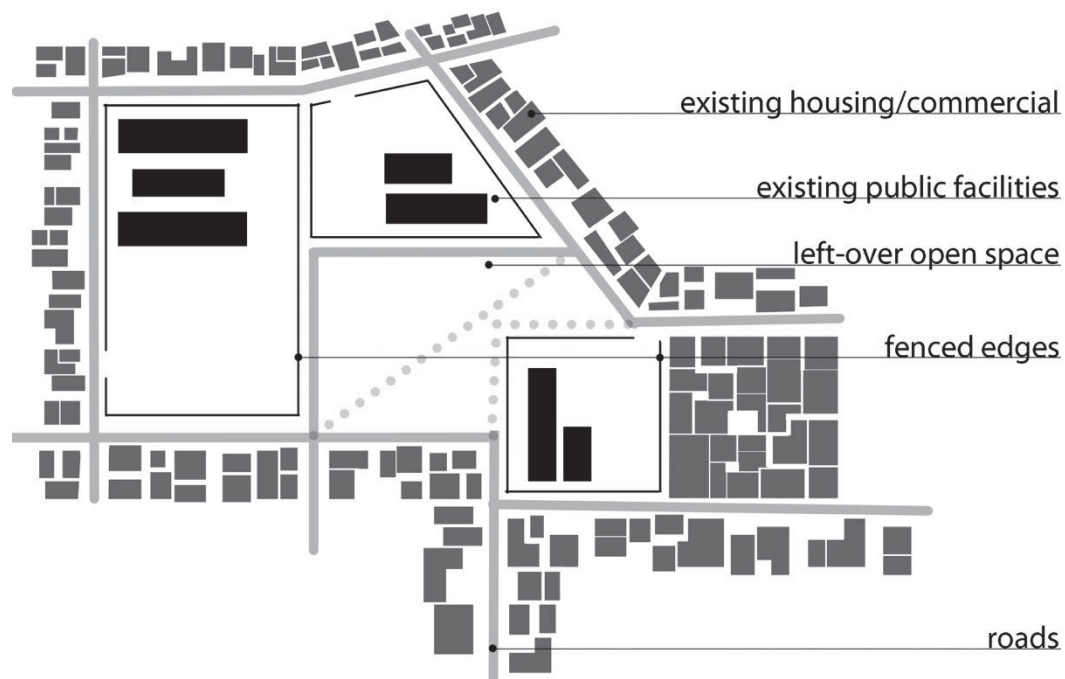 existing housing/commercial
existing public facilities
left-over open space
fenced edges
roads